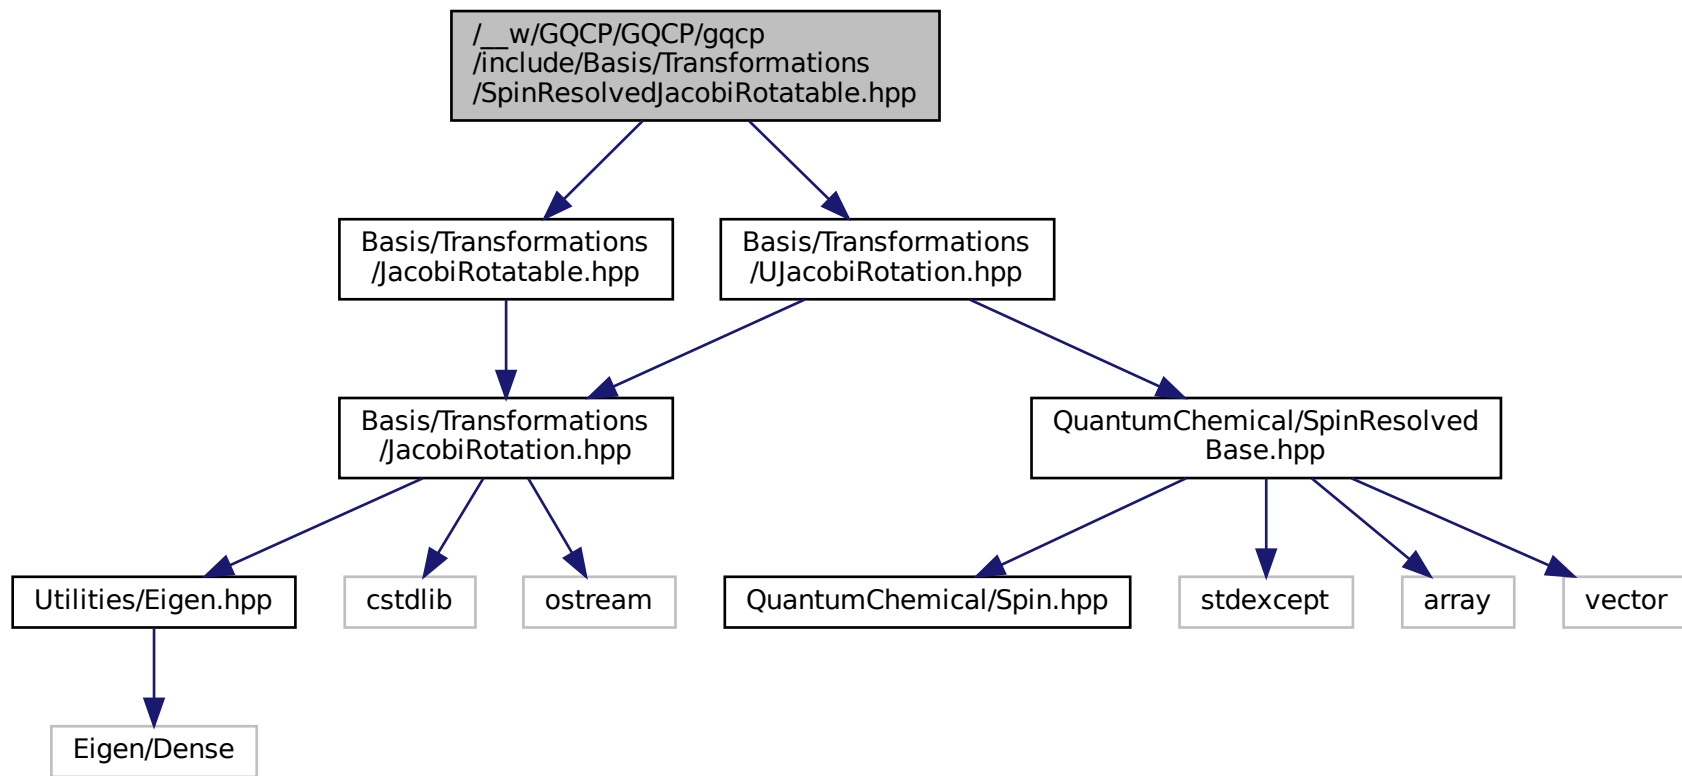 /__w/GQCP/GQCP/gqcp
/include/Basis/Transformations
/SpinResolvedJacobiRotatable.hpp
Basis/Transformations
/JacobiRotatable.hpp
Basis/Transformations
/UJacobiRotation.hpp
Basis/Transformations
/JacobiRotation.hpp
QuantumChemical/SpinResolved
Base.hpp
Utilities/Eigen.hpp
cstdlib
ostream
QuantumChemical/Spin.hpp
stdexcept
array
vector
Eigen/Dense